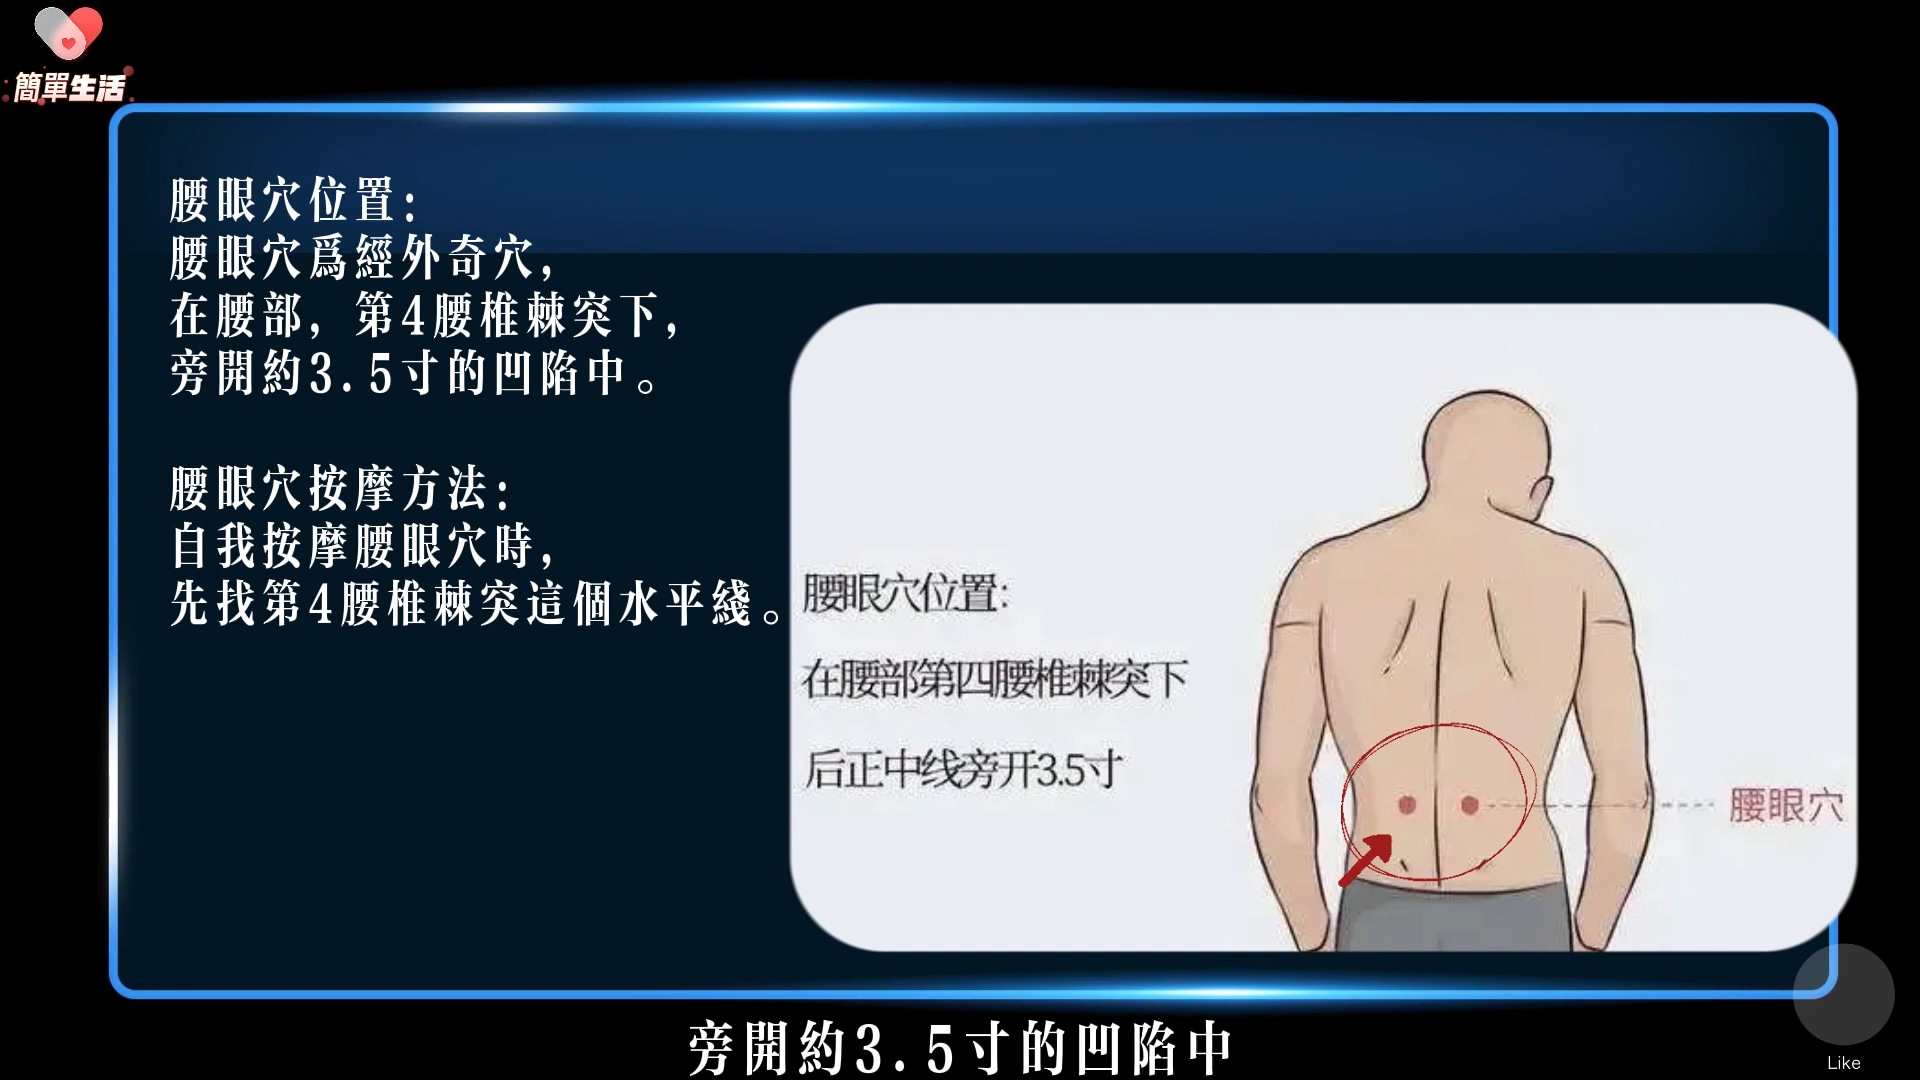 簡單生活
腰眼穴位置:
腰眼穴爲經外奇穴,
在腰部, 第4腰椎棘突下,
旁開約3.5寸的凹陷中。
腰眼穴按摩方法:
自我按摩腰眼穴時,
先找第4腰椎棘突這個水平綫。
腰眼穴位置:
在腰部第四腰椎棘突下
后正中线旁开3.5寸
腰眼穴
旁開約3.5寸的凹陷中
Like